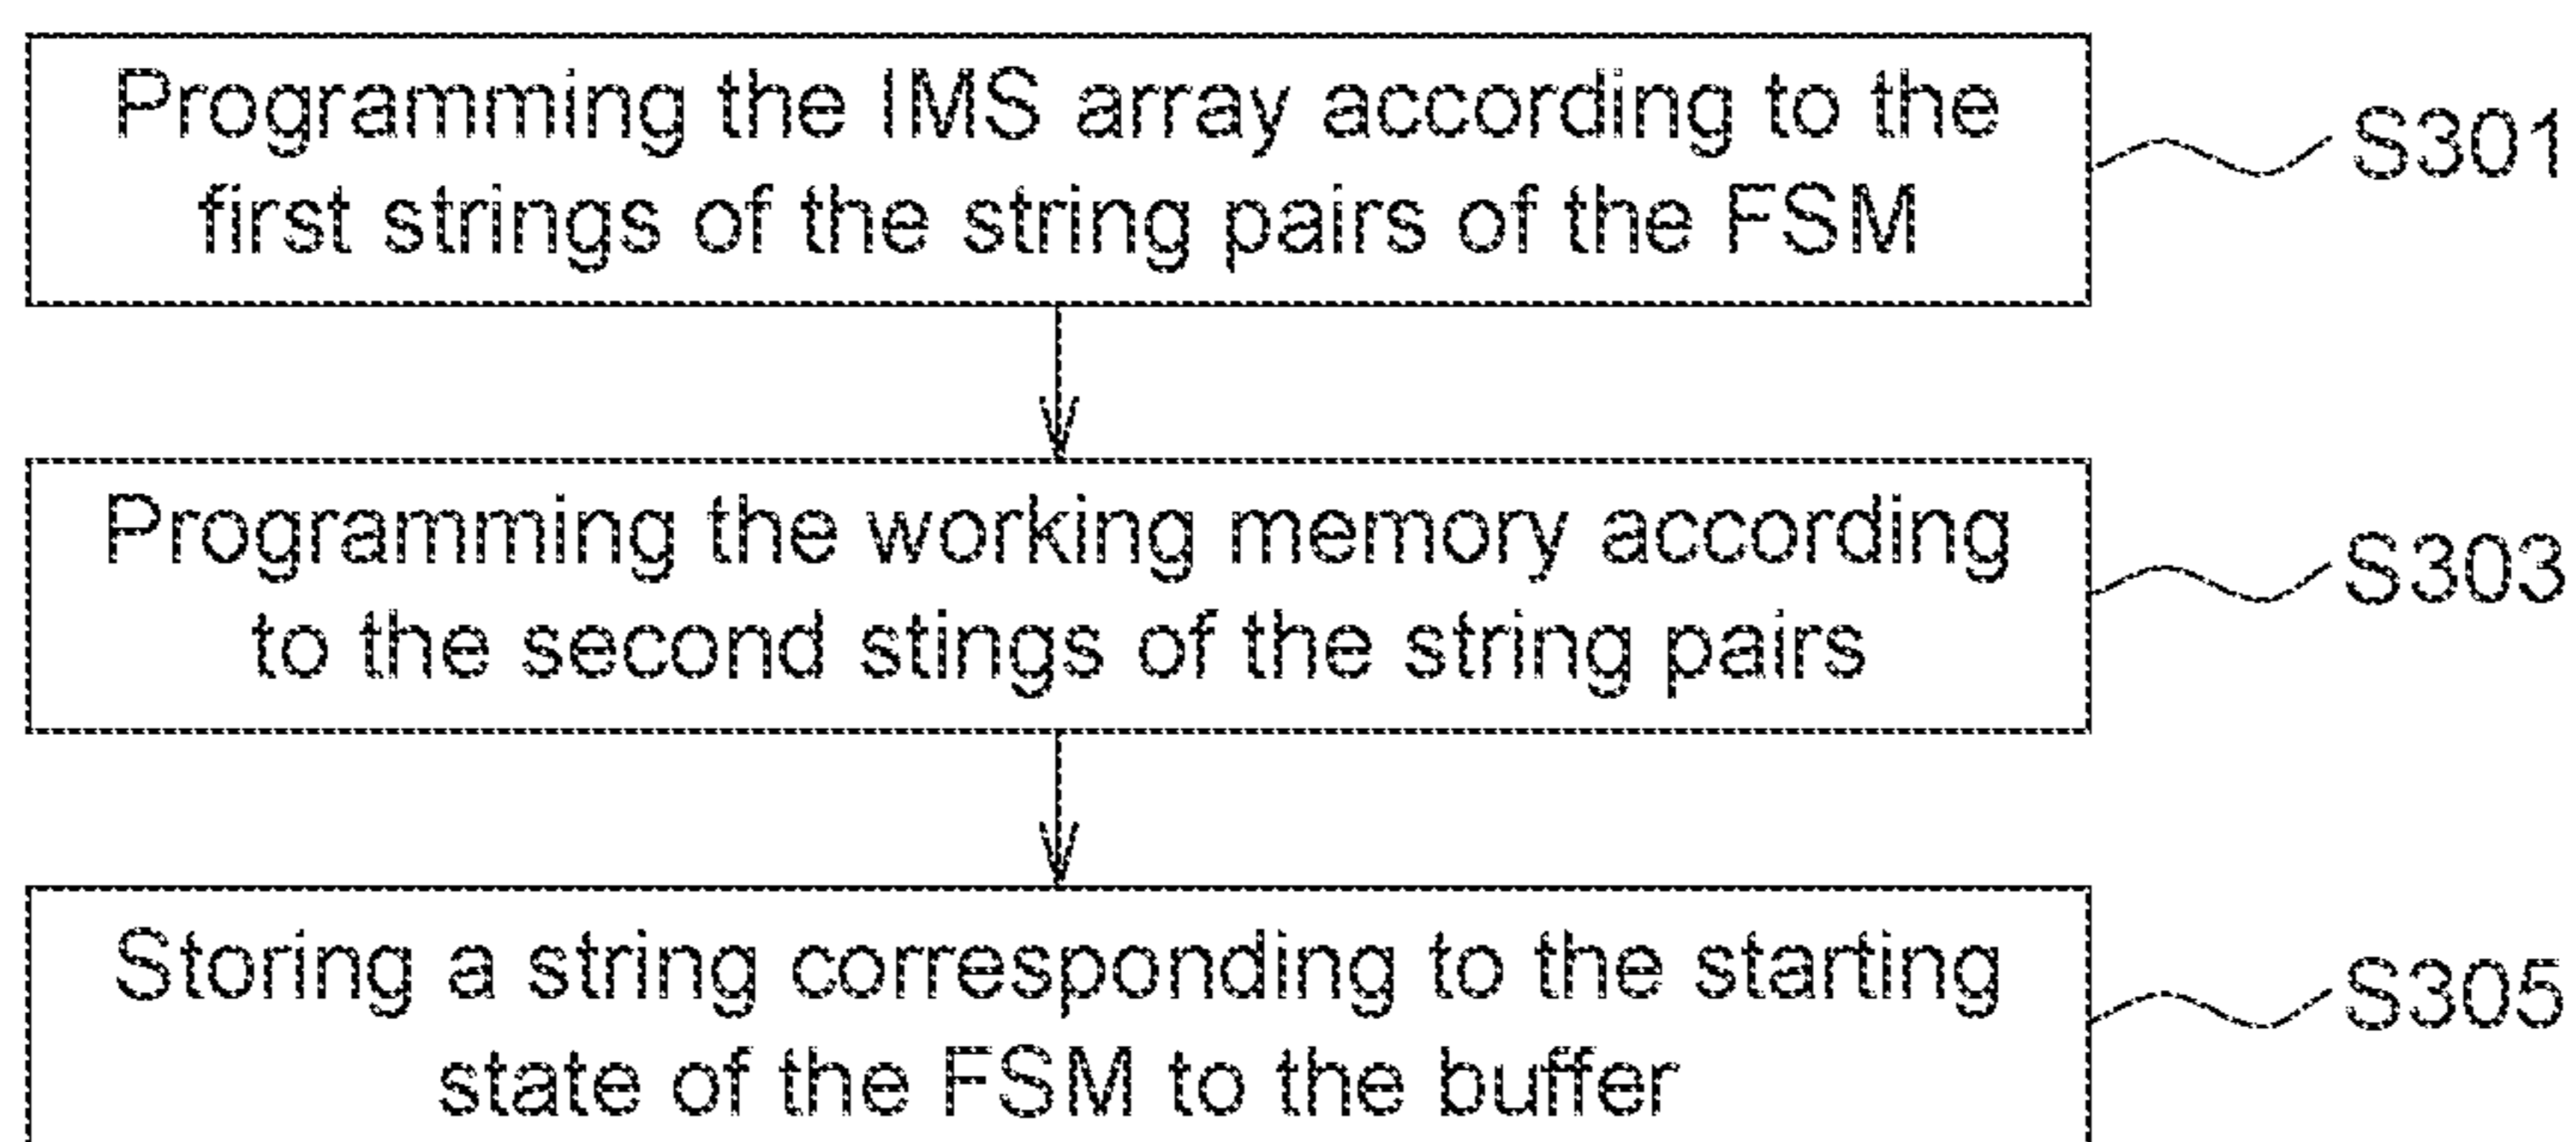 Programming the IMS array according to the
first strings of the string pairs of the FSM
S301
Programming the working memory according
to the second stings of the string pairs
S303
Storing a string corresponding to the starting
state of the FSM to the buffer
S305